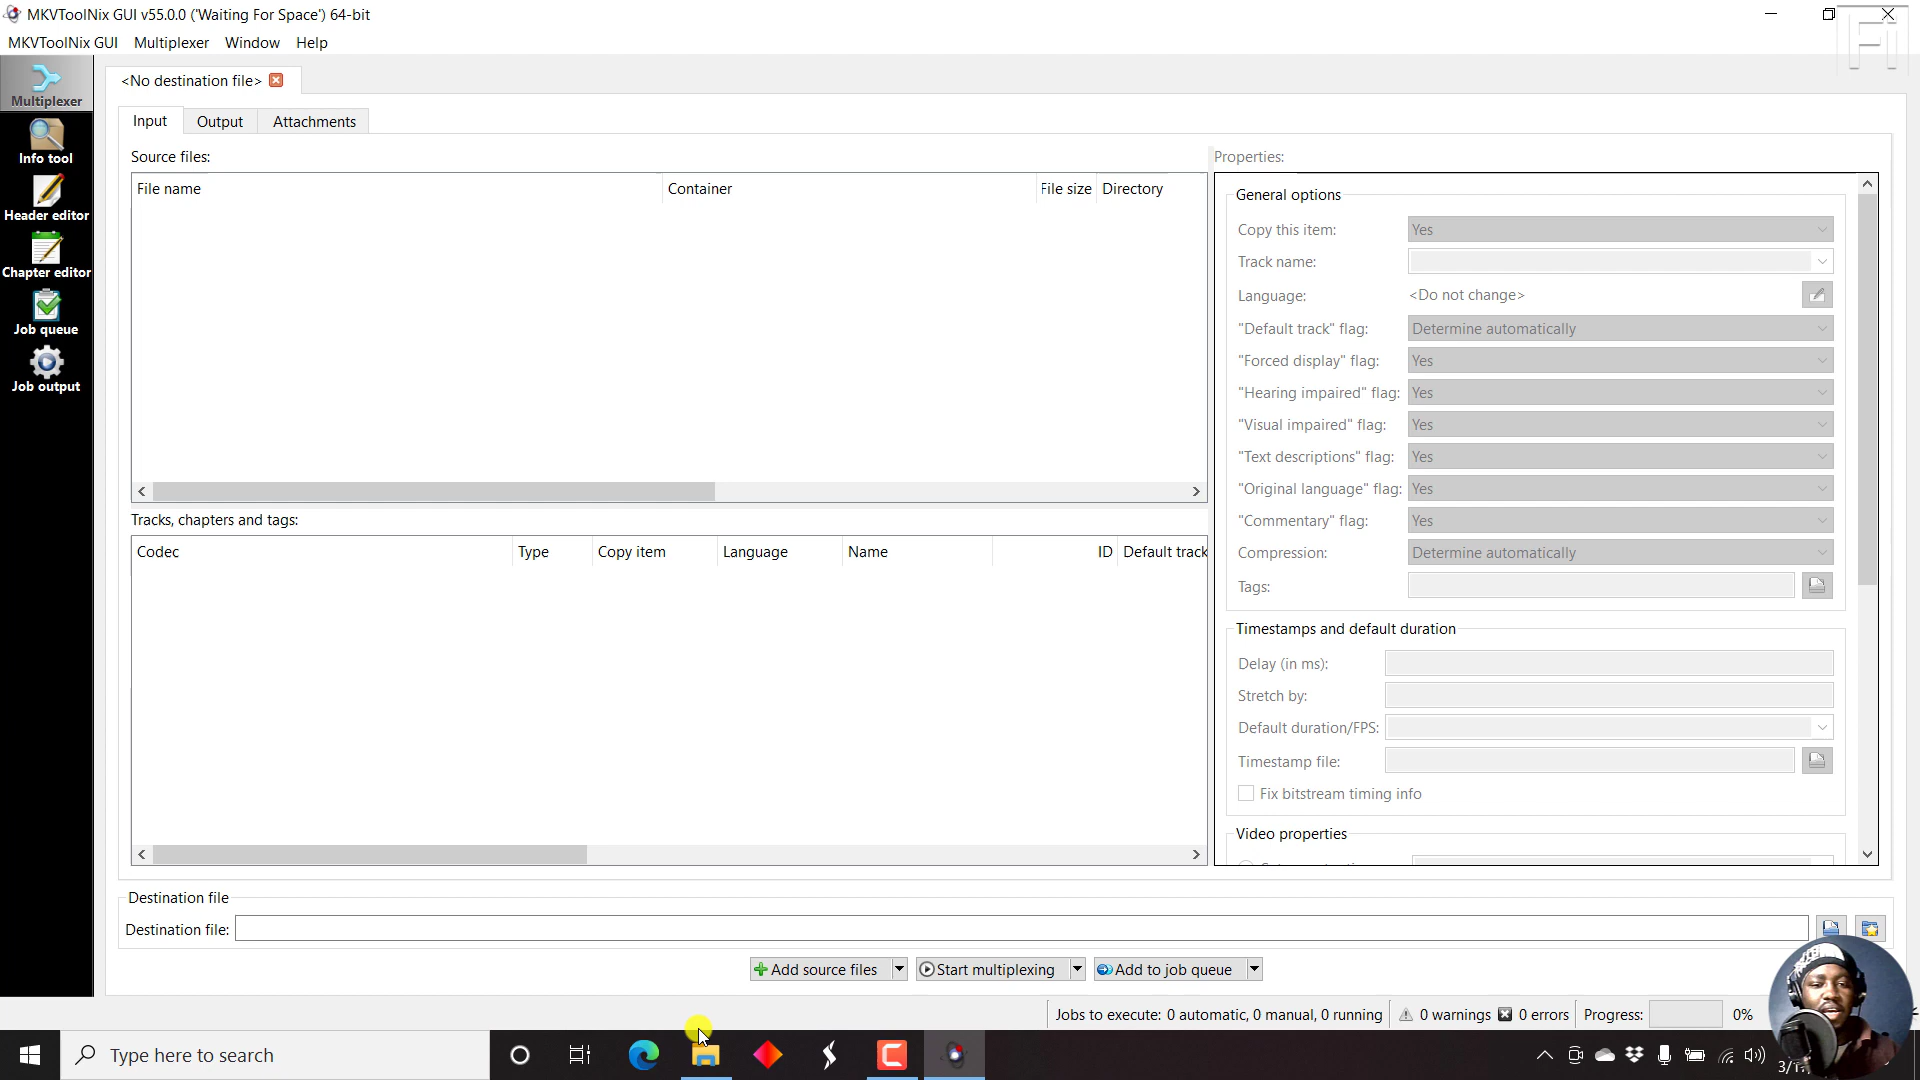 MKVToolNix GUI v55.0.0 ('Waiting For Space') 64-bit
MKVToolNix GUI Multiplexer Window Help
Multiplexer
Info tool
Header editor
Chapter editor
Job queue
Job output
<No destination file>
Input Output Attachments
Source files:
File name Container File size Directory
Tracks, chapters and tags:
Codec Type Copy item Language Name ID Default track
Properties:
General options
Copy this item: Yes
Track name:
Language: <Do not change>
"Default track" flag: Determine automatically
"Forced display" flag: Yes
"Hearing impaired" flag: Yes
"Visual impaired" flag: Yes
"Text descriptions" flag: Yes
"Original language" flag: Yes
"Commentary" flag: Yes
Compression: Determine automatically
Tags:
Timestamps and default duration
Delay (in ms):
Stretch by:
Default duration/FPS:
Timestamp file:
Fix bitstream timing info
Video properties
Destination file
Destination file:
Add source files Start multiplexing Add to job queue
Jobs to execute: 0 automatic, 0 manual, 0 running 0 warnings 0 errors Progress: 0%
Type here to search